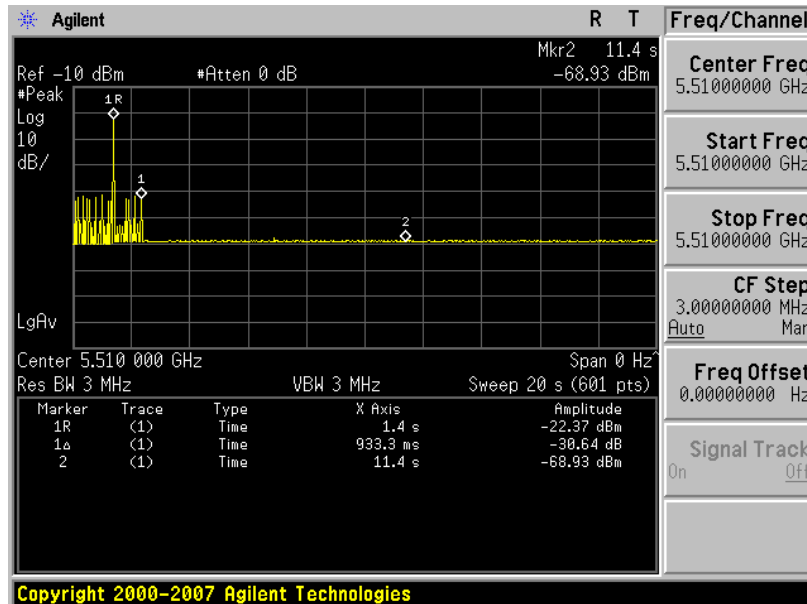 Agilent R T Freq/Channel
Mkr2 11.4 s
Ref −10 dBm #Atten 0 dB −68.93 dBm
#Peak
Log
10
dB/
1R
1
2
LgAv
Center 5.510 000 GHz Span 0 Hz^
Res BW 3 MHz VBW 3 MHz Sweep 20 s (601 pts)
Marker Trace Type X Axis Amplitude
1R (1) Time 1.4 s −22.37 dBm
1Δ (1) Time 933.3 ms −30.64 dB
2 (1) Time 11.4 s −68.93 dBm
Center Freq
5.51000000 GHz
Start Freq
5.51000000 GHz
Stop Freq
5.51000000 GHz
CF Step
3.00000000 MHz
Auto Man
Freq Offset
0.00000000 Hz
Signal Track
On Off
Copyright 2000−2007 Agilent Technologies